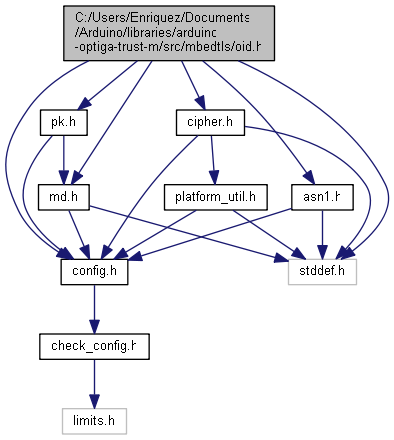 C:/Users/Enriquez/Documents
/Arduino/libraries/arduino
-optiga-trust-m/src/mbedtls/oid.h
pk.h
cipher.h
md.h
platform_util.h
asn1.h
config.h
stddef.h
check_config.h
limits.h